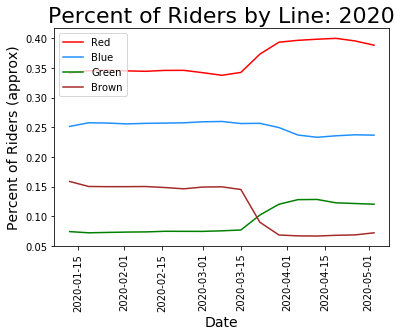 Percent of Riders by Line: 2020
Percent of Riders (approx)
0.40
0.35
0.30
0.25
0.20
0.15
0.10
0.05
Red
Blue
Green
Brown
2020-01-15
2020-02-01
2020-02-15
2020-03-01
2020-03-15
2020-04-01
2020-04-15
2020-05-01
Date